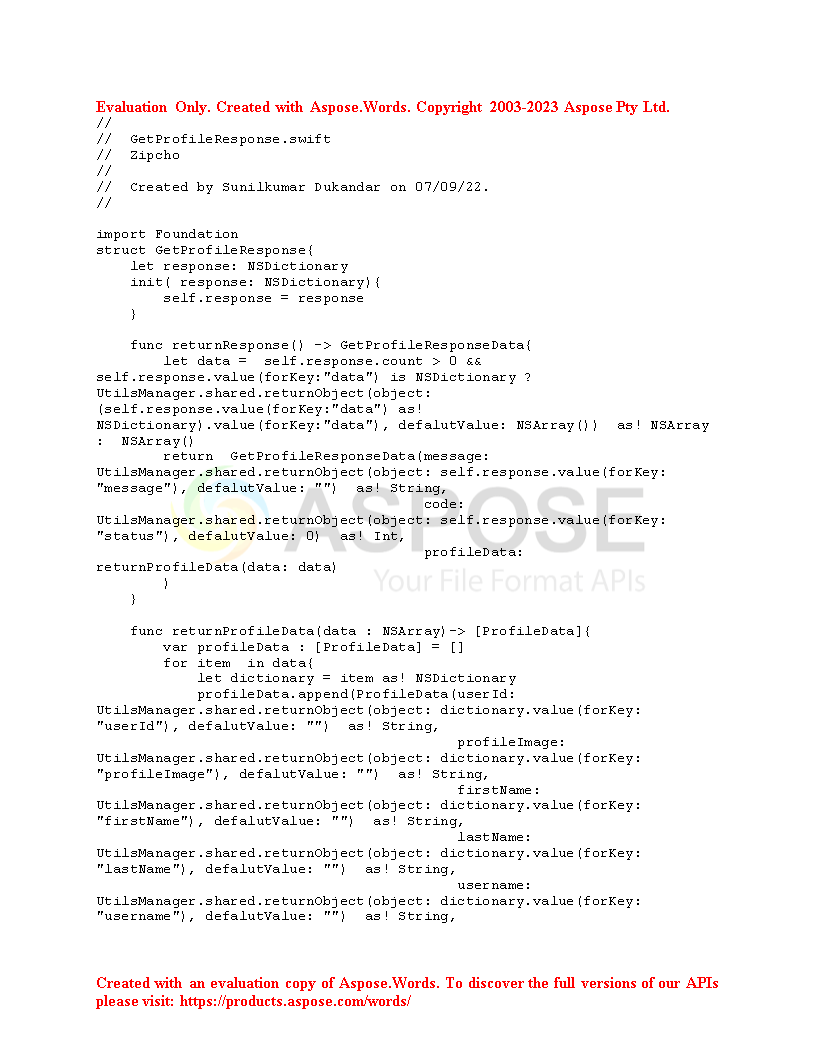 Evaluation Only. Created with Aspose.Words. Copyright 2003-2023 Aspose Pty Ltd.
//
//  GetProfileResponse.swift
//  Zipcho
//
//  Created by Sunilkumar Dukandar on 07/09/22.
//

import Foundation
struct GetProfileResponse{
    let response: NSDictionary
    init( response: NSDictionary){
        self.response = response
    }

    func returnResponse() -> GetProfileResponseData{
        let data =  self.response.count > 0 &&
self.response.value(forKey:"data") is NSDictionary ?
UtilsManager.shared.returnObject(object:
(self.response.value(forKey:"data") as!
NSDictionary).value(forKey:"data"), defalutValue: NSArray())  as! NSArray
:  NSArray()
        return  GetProfileResponseData(message:
UtilsManager.shared.returnObject(object: self.response.value(forKey:
"message"), defalutValue: "")  as! String,
                                       code:
UtilsManager.shared.returnObject(object: self.response.value(forKey:
"status"), defalutValue: 0)  as! Int,
                                       profileData:
returnProfileData(data: data)
        )
    }
ASPOSE
Your File Format APIs

    func returnProfileData(data : NSArray)-> [ProfileData]{
        var profileData : [ProfileData] = []
        for item  in data{
            let dictionary = item as! NSDictionary
            profileData.append(ProfileData(userId:
UtilsManager.shared.returnObject(object: dictionary.value(forKey:
"userId"), defalutValue: "")  as! String,
                                           profileImage:
UtilsManager.shared.returnObject(object: dictionary.value(forKey:
"profileImage"), defalutValue: "")  as! String,
                                           firstName:
UtilsManager.shared.returnObject(object: dictionary.value(forKey:
"firstName"), defalutValue: "")  as! String,
                                           lastName:
UtilsManager.shared.returnObject(object: dictionary.value(forKey:
"lastName"), defalutValue: "")  as! String,
                                           username:
UtilsManager.shared.returnObject(object: dictionary.value(forKey:
"username"), defalutValue: "")  as! String,

Created with an evaluation copy of Aspose.Words. To discover the full versions of our APIs
please visit: https://products.aspose.com/words/